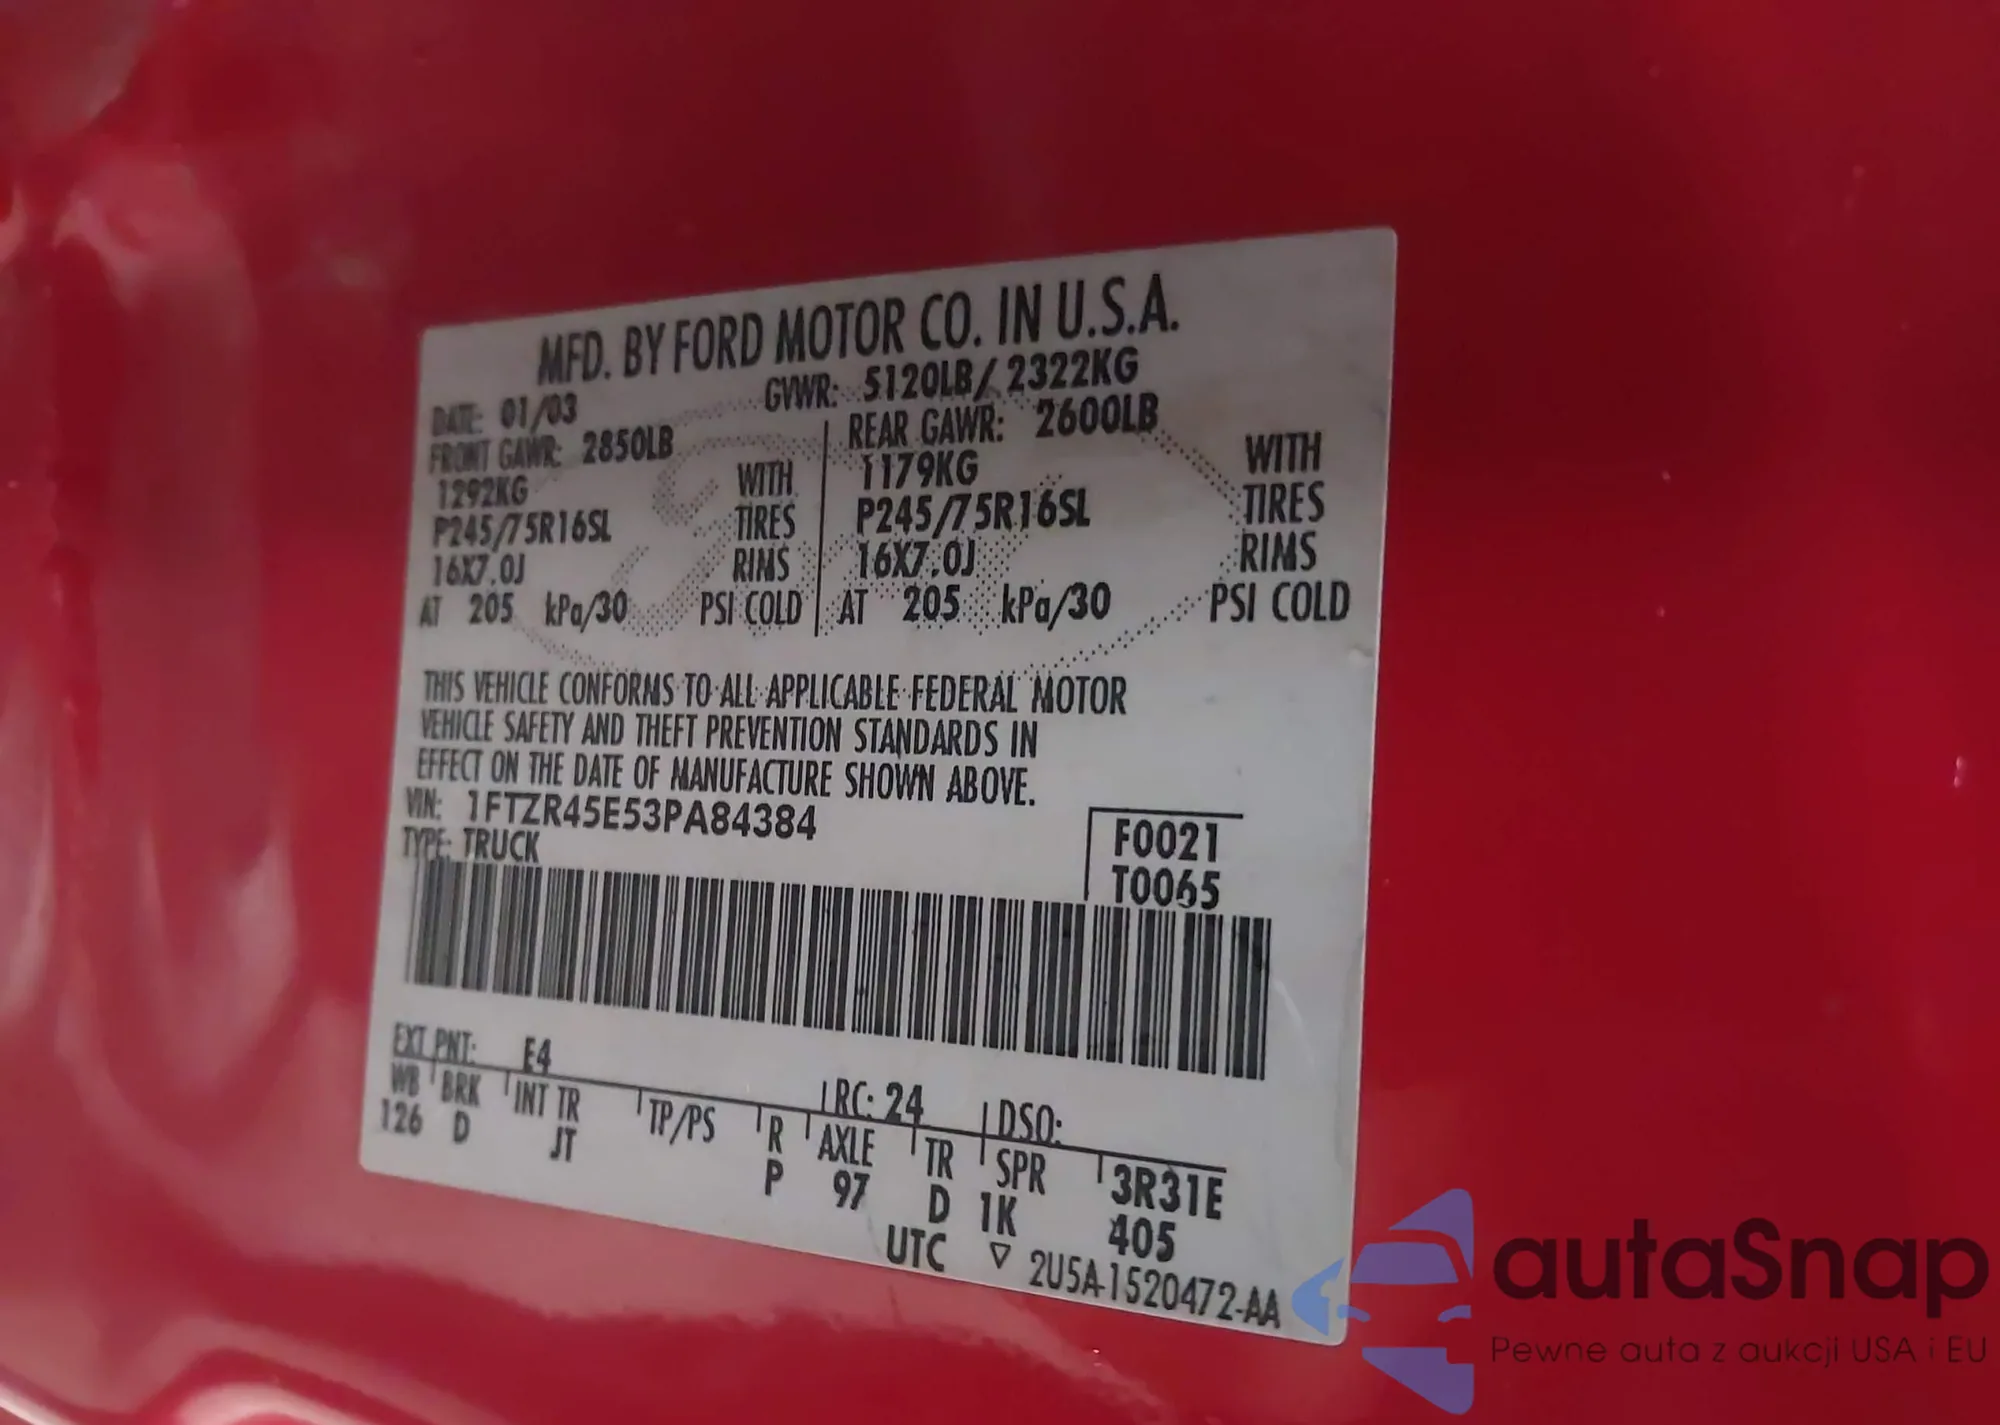 MFD. BY FORD MOTOR CO. IN U.S.A.
DATE: 01/03 GVWR: 5120LB/ 2322KG
FRONT GAWR: 2850LB REAR GAWR: 2600LB
1292KG WITH 1179KG WITH
P245/75R16SL TIRES P245/75R16SL TIRES
16X7.0J RIMS 16X7.0J RIMS
AT 205 kPa/30 PSI COLD AT 205 kPa/30 PSI COLD
THIS VEHICLE CONFORMS TO ALL APPLICABLE FEDERAL MOTOR
VEHICLE SAFETY AND THEFT PREVENTION STANDARDS IN
EFFECT ON THE DATE OF MANUFACTURE SHOWN ABOVE.
VIN: 1FTZR45E53PA84384
TYPE: TRUCK
F0021
T0065
EXT PNT: E4 RC: 24 DSO:
WB BRK INT TR TP/PS R AXLE TR SPR 3R31E
126 D JT P 97 D 1K 405
UTC ▽ 2U5A-1520472-AA
autaSnap
Pewne auta z aukcji USA i EU